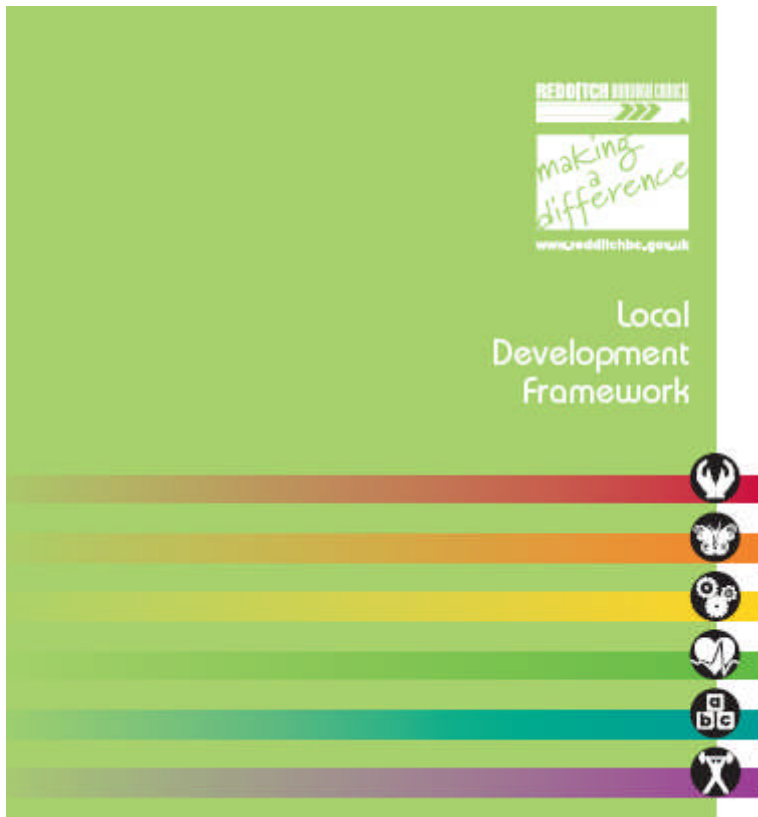 REDDITCH BOROUGH COUNCIL
making
a
difference
www.redditchbc.gov.uk
Local
Development
Framework
a
b c